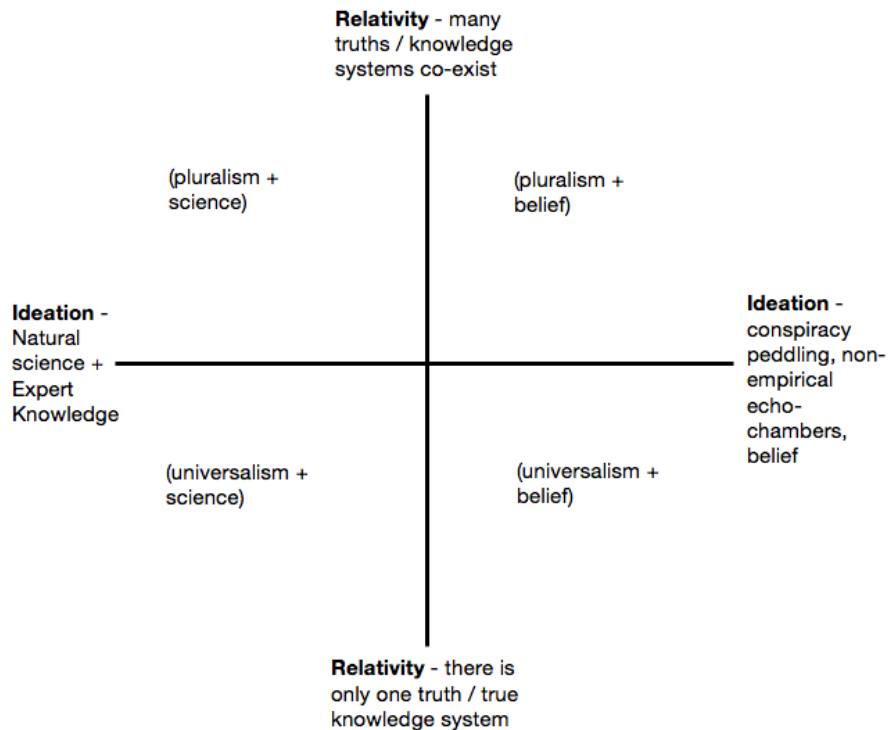 Relativity - many
truths / knowledge
systems co-exist
(pluralism +
science)
(pluralism +
belief)
Ideation -
Natural
science +
Expert
Knowledge
Ideation -
conspiracy
peddling, non-
empirical
echo-
chambers,
belief
(universalism +
science)
(universalism +
belief)
Relativity - there is
only one truth / true
knowledge system